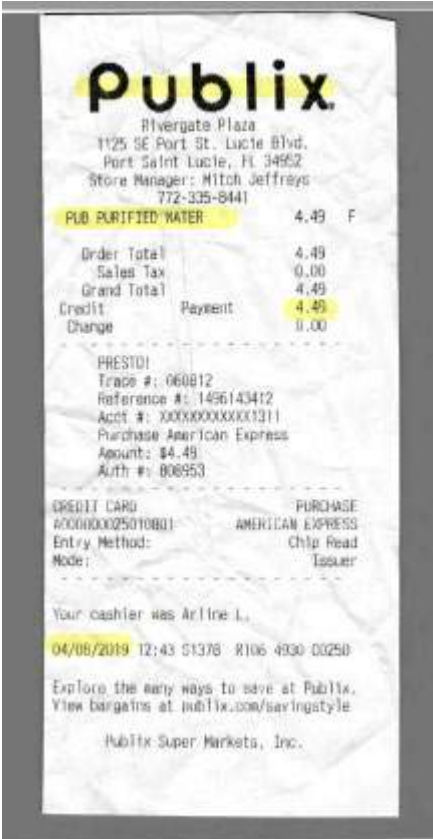 Publix
Rivergate Plaza
1125 SE Port St. Lucie Blvd.
Port Saint Lucie, FL 34952
Store Manager: Mitch Jeffreys
772-335-8441
PUB PURIFIED WATER 4.49 F
Order Total 4.49
Sales Tax 0.00
Grand Total 4.49
Credit Payment 4.49
Change 0.00
PRESTO!
Trace #: 060812
Reference #: 1496143412
Acct #: XXXXXXXXXXXX1311
Purchase American Express
Amount: $4.49
Auth #: 806953
CREDIT CARD PURCHASE
A000000025010801 AMERICAN EXPRESS
Entry Method: Chip Read
Mode: Issuer
Your cashier was Arline L.
04/08/2019 12:43 S1378 R106 4930 C0250
Explore the many ways to save at Publix.
View bargains at publix.com/savingstyle
Publix Super Markets, Inc.